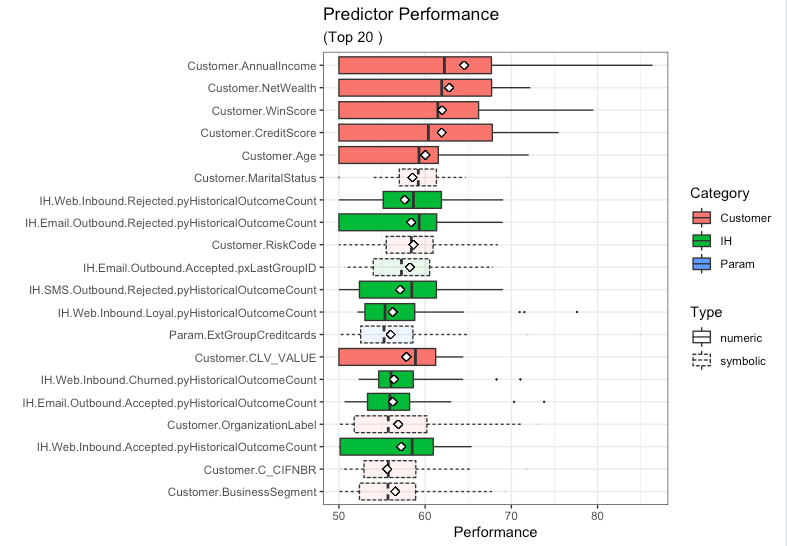 Predictor Performance
(Top 20 )
Customer.AnnualIncome
Customer.NetWealth
Customer.WinScore
Customer.CreditScore
Customer.Age
Customer.MaritalStatus
IH.Web.Inbound.Rejected.pyHistoricalOutcomeCount
IH.Email.Outbound.Rejected.pyHistoricalOutcomeCount
Customer.RiskCode
IH.Email.Outbound.Accepted.pxLastGroupID
IH.SMS.Outbound.Rejected.pyHistoricalOutcomeCount
IH.Web.Inbound.Loyal.pyHistoricalOutcomeCount
Param.ExtGroupCreditcards
Customer.CLV_VALUE
IH.Web.Inbound.Churned.pyHistoricalOutcomeCount
IH.Email.Outbound.Accepted.pyHistoricalOutcomeCount
Customer.OrganizationLabel
IH.Web.Inbound.Accepted.pyHistoricalOutcomeCount
Customer.C_CIFNBR
Customer.BusinessSegment
50 60 70 80
Performance
Category
Customer
IH
Param
Type
numeric
symbolic